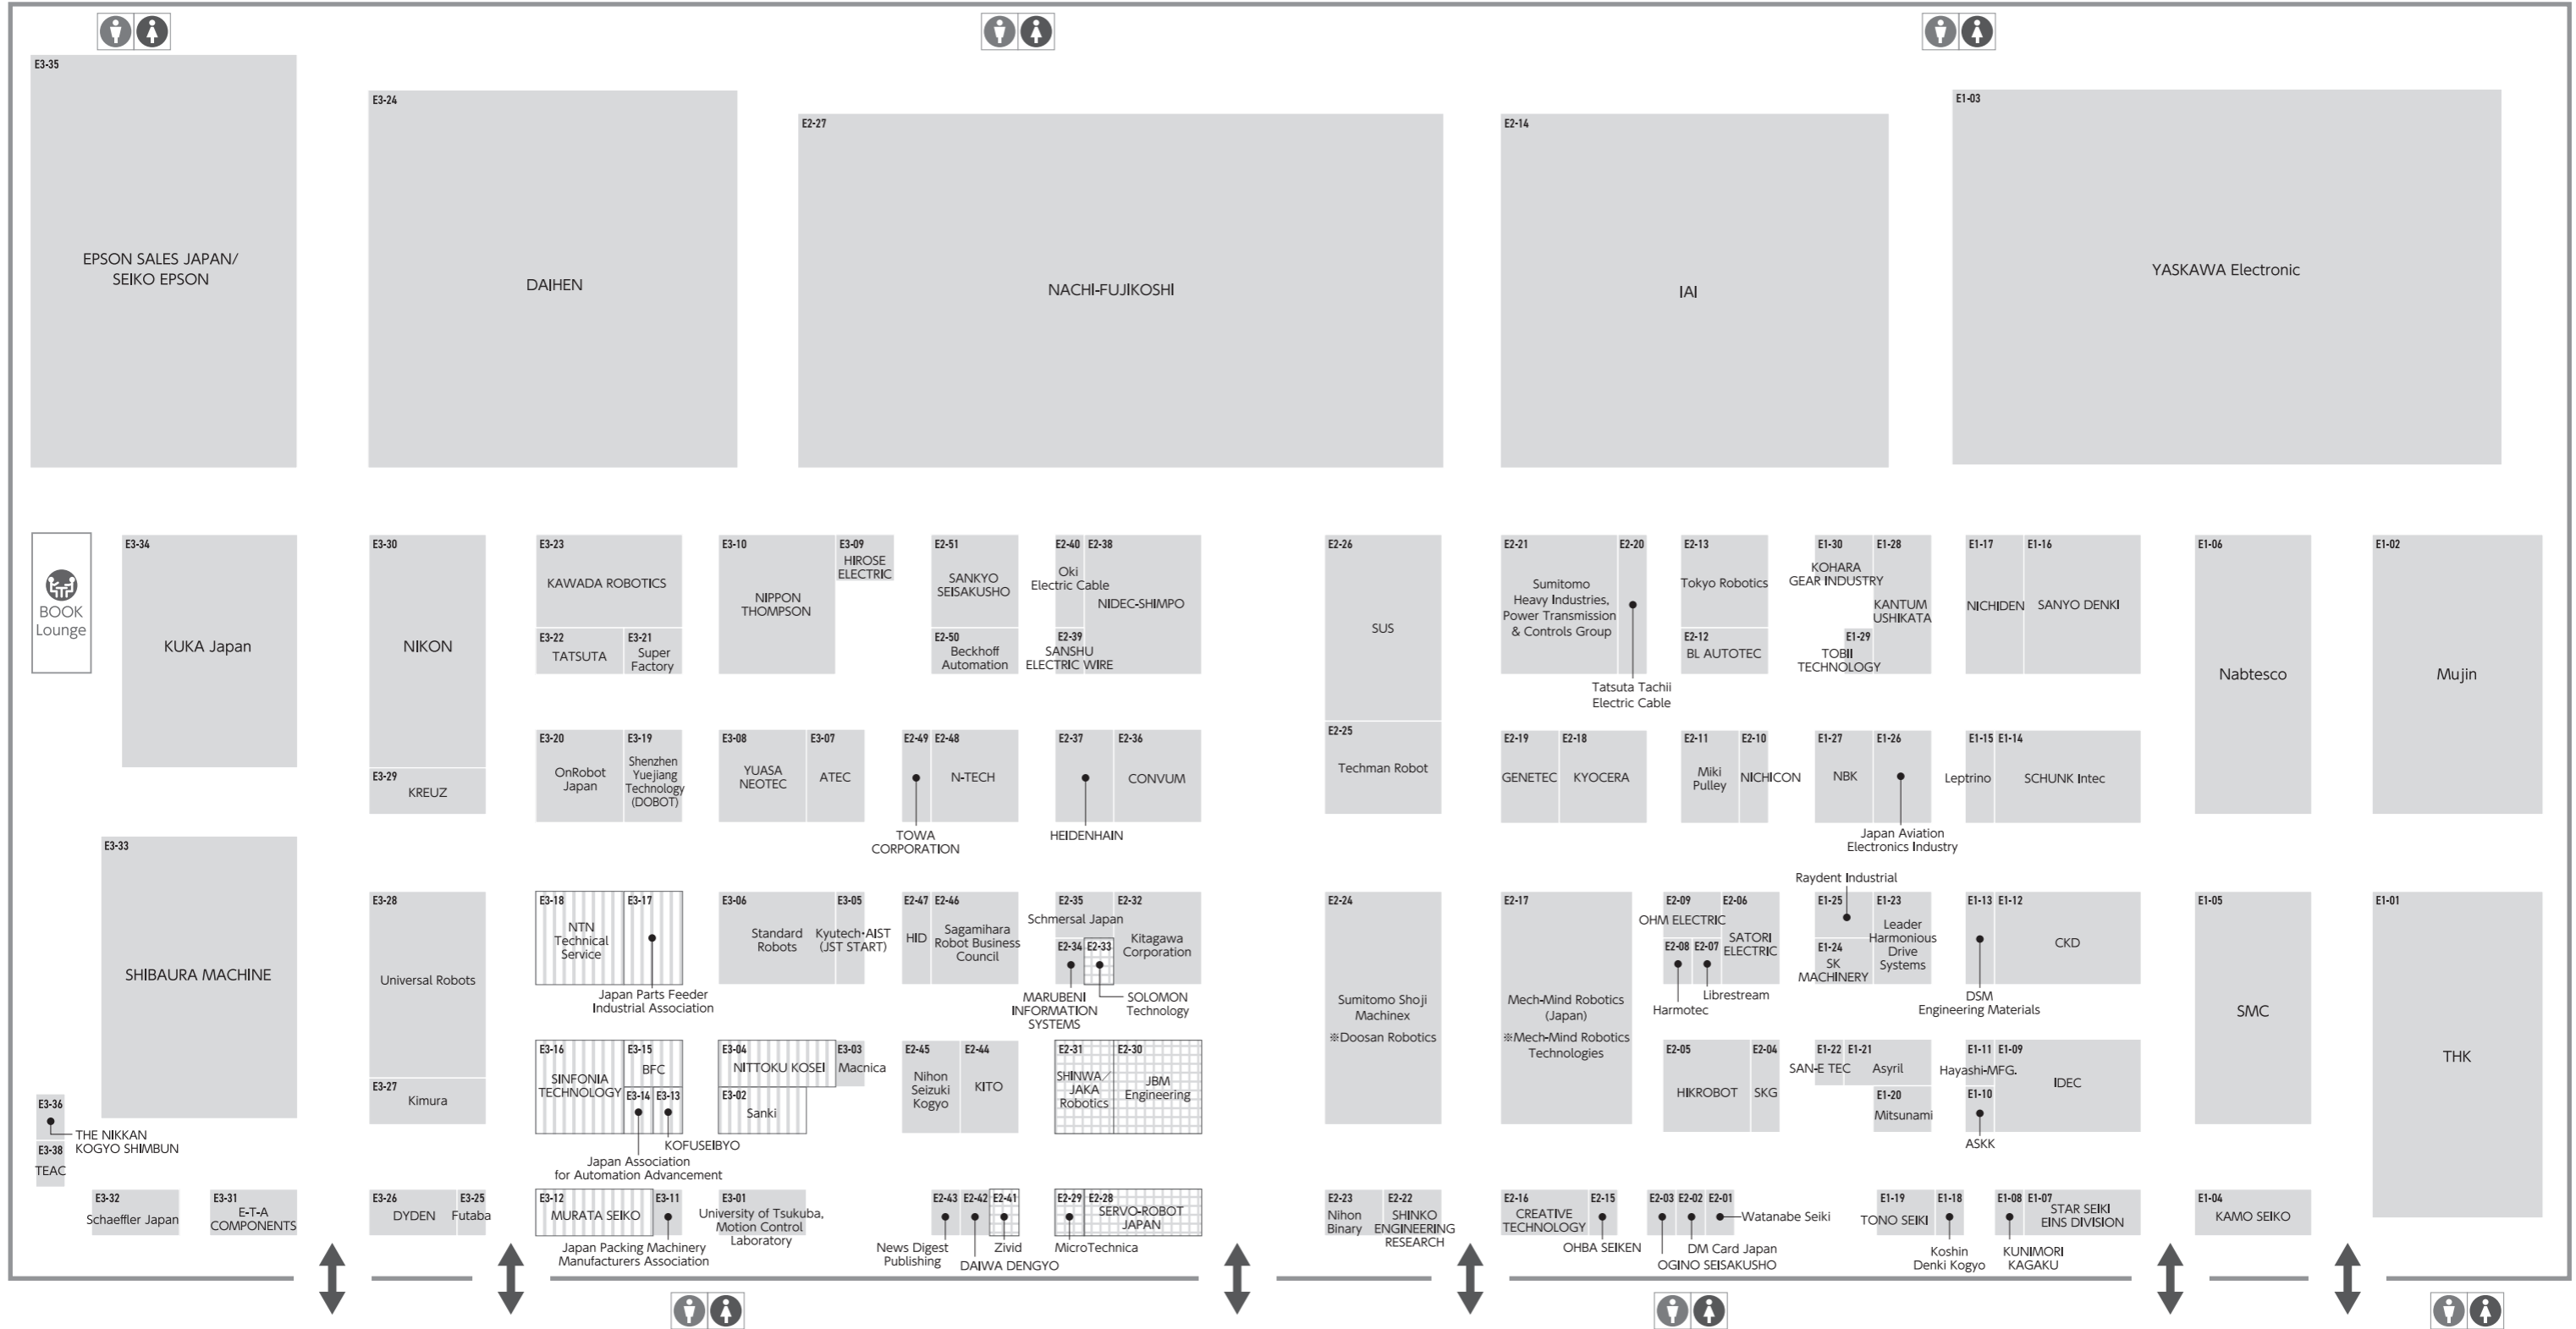 E3-35
EPSON SALES JAPAN/
SEIKO EPSON
E3-24
DAIHEN
E2-27
NACHI-FUJIKOSHI
E2-14
IAI
E1-03
YASKAWA Electronic
BOOK
Lounge
E3-34
KUKA Japan
E3-30
NIKON
E3-29
KREUZ
E3-23
KAWADA ROBOTICS
E3-22
TATSUTA
E3-21
Super
Factory
E3-10
NIPPON
THOMPSON
E3-09
HIROSE
ELECTRIC
E2-51
SANKYO
SEISAKUSHO
E2-50
Beckhoff
Automation
E2-40
Oki
Electric Cable
E2-39
SANSHU
ELECTRIC WIRE
E2-38
NIDEC-SHIMPO
E2-26
SUS
E2-25
Techman Robot
E2-21
Sumitomo
Heavy Industries,
Power Transmission
& Controls Group
E2-20
Tatsuta Tachii
Electric Cable
E2-13
Tokyo Robotics
E2-12
BL AUTOTEC
E1-30
KOHARA
GEAR INDUSTRY
E1-28
KANTUM
USHIKATA
E1-29
TOBII
TECHNOLOGY
E1-17
NICHIDEN
E1-16
SANYO DENKI
E1-06
Nabtesco
E1-02
Mujin
E3-20
OnRobot
Japan
E3-19
Shenzhen
Yuejiang
Technology
(DOBOT)
E3-08
YUASA
NEOTEC
E3-07
ATEC
E2-49
TOWA
CORPORATION
E2-48
N-TECH
E2-37
HEIDENHAIN
E2-36
CONVUM
E2-19
GENETEC
E2-18
KYOCERA
E2-11
Miki
Pulley
E2-10
NICHICON
E1-27
NBK
E1-26
Japan Aviation
Electronics Industry
E1-15
Leptrino
E1-14
SCHUNK Intec
E3-33
SHIBAURA MACHINE
E3-28
Universal Robots
E3-27
Kimura
E3-18
NTN
Technical
Service
E3-17
Japan Parts Feeder
Industrial Association
E3-06
Standard
Robots
E3-05
Kyutech・AIST
(JST START)
E2-47
HID
E2-46
Sagamihara
Robot Business
Council
E2-35
Schmersal Japan
E2-34
MARUBENI
INFORMATION
SYSTEMS
E2-33
SOLOMON
Technology
E2-32
Kitagawa
Corporation
E2-24
Sumitomo Shoji
Machinex
※Doosan Robotics
E2-17
Mech-Mind Robotics
(Japan)
※Mech-Mind Robotics
Technologies
E2-09
OHM ELECTRIC
E2-08
Harmotec
E2-07
Librestream
E2-06
SATORI
ELECTRIC
Raydent Industrial
E1-25
E1-24
SK
MACHINERY
E1-23
Leader
Harmonious
Drive
Systems
E1-13
DSM
Engineering Materials
E1-12
CKD
E1-05
SMC
E1-01
THK
E3-16
SINFONIA
TECHNOLOGY
E3-15
BFC
E3-14
Japan Association
for Automation Advancement
E3-13
KOFUSEIBYO
E3-04
NITTOKU KOSEI
E3-03
Macnica
E3-02
Sanki
E2-45
Nihon
Seizuki
Kogyo
E2-44
KITO
E2-31
SHINWA／
JAKA
Robotics
E2-30
JBM
Engineering
E2-05
HIKROBOT
E2-04
SKG
E1-22
SAN-E TEC
E1-21
Asyril
E1-20
Mitsunami
E1-11
Hayashi-MFG.
E1-10
ASKK
E1-09
IDEC
E3-36
THE NIKKAN
KOGYO SHIMBUN
E3-38
TEAC
E3-32
Schaeffler Japan
E3-31
E-T-A
COMPONENTS
E3-26
DYDEN
E3-25
Futaba
E3-12
MURATA SEIKO
E3-11
Japan Packing Machinery
Manufacturers Association
E3-01
University of Tsukuba,
Motion Control
Laboratory
E2-43
News Digest
Publishing
E2-42
DAIWA DENGYO
E2-41
Zivid
E2-29
MicroTechnica
E2-28
SERVO-ROBOT
JAPAN
E2-23
Nihon
Binary
E2-22
SHINKO
ENGINEERING
RESEARCH
E2-16
CREATIVE
TECHNOLOGY
E2-15
OHBA SEIKEN
E2-03
OGINO SEISAKUSHO
E2-02
DM Card Japan
E2-01
Watanabe Seiki
E1-19
TONO SEIKI
E1-18
Koshin
Denki Kogyo
E1-08
KUNIMORI
KAGAKU
E1-07
STAR SEIKI
EINS DIVISION
E1-04
KAMO SEIKO